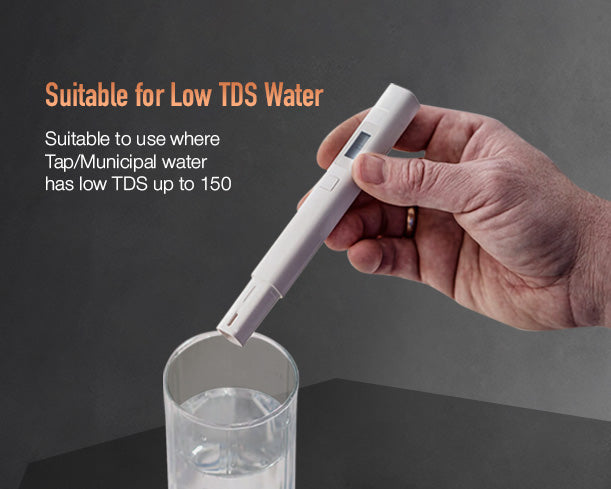 Suitable for Low TDS Water
Suitable to use where
Tap/Municipal water
has low TDS up to 150